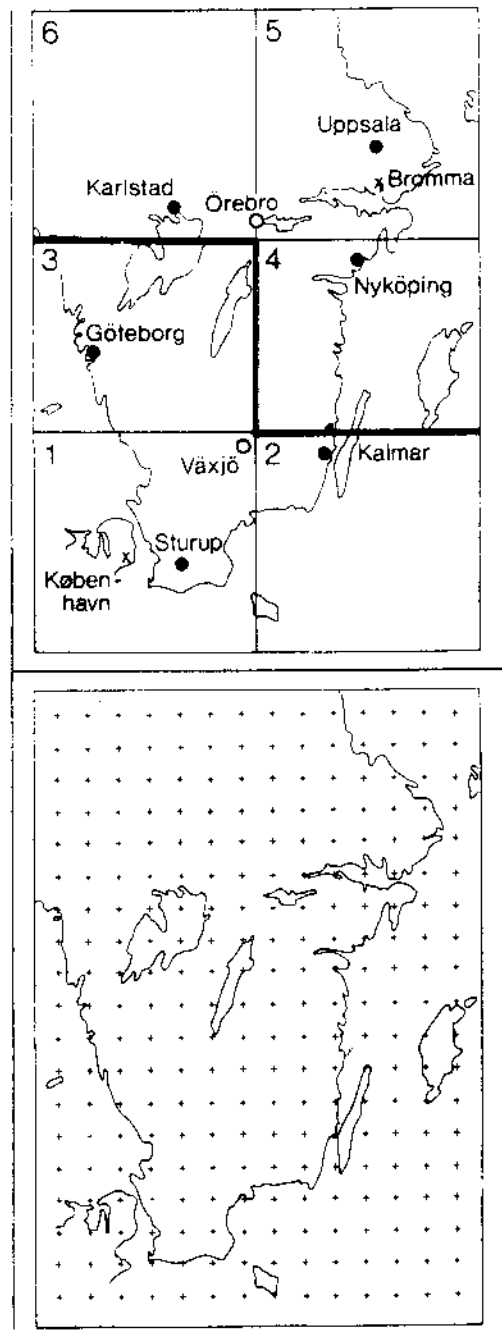 6
5
Uppsala
Karlstad
Örebro
Bromma
3
4
Nyköping
Göteborg
1
Växjö
2
Kalmar
Sturup
Køben
havn